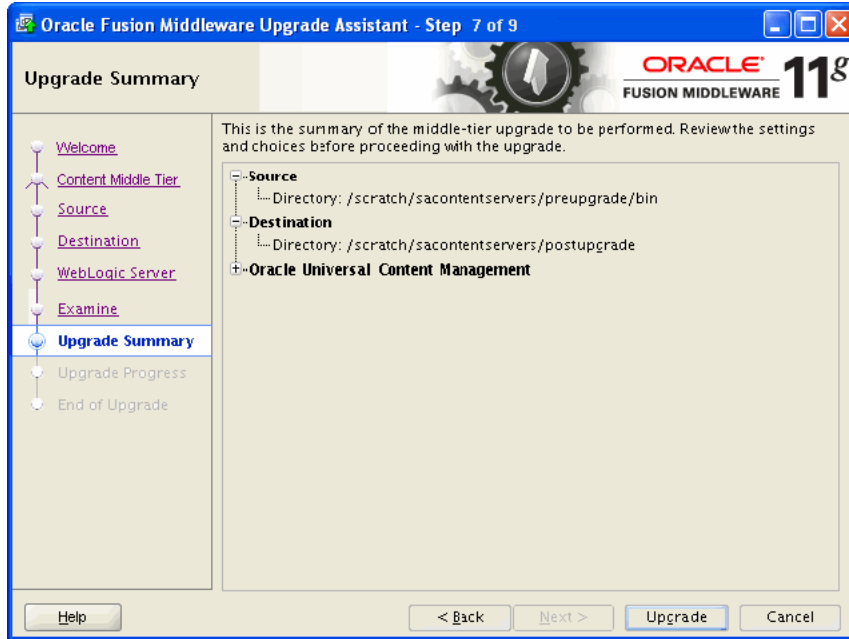 Oracle Fusion Middleware Upgrade Assistant - Step 7 of 9
Upgrade Summary
ORACLE
FUSION MIDDLEWARE 11g
Welcome
Content Middle Tier
Source
Destination
WebLogic Server
Examine
Upgrade Summary
Upgrade Progress
End of Upgrade
This is the summary of the middle-tier upgrade to be performed. Review the settings
and choices before proceeding with the upgrade.
Source
Directory: /scratch/sacontentservers/preupgrade/bin
Destination
Directory: /scratch/sacontentservers/postupgrade
Oracle Universal Content Management
Help
< Back
Next >
Upgrade
Cancel